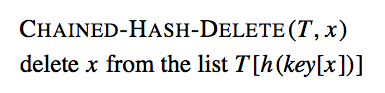 CHAINED-HASH-DELETE(T, x)
delete x from the list T[h(key[x])]